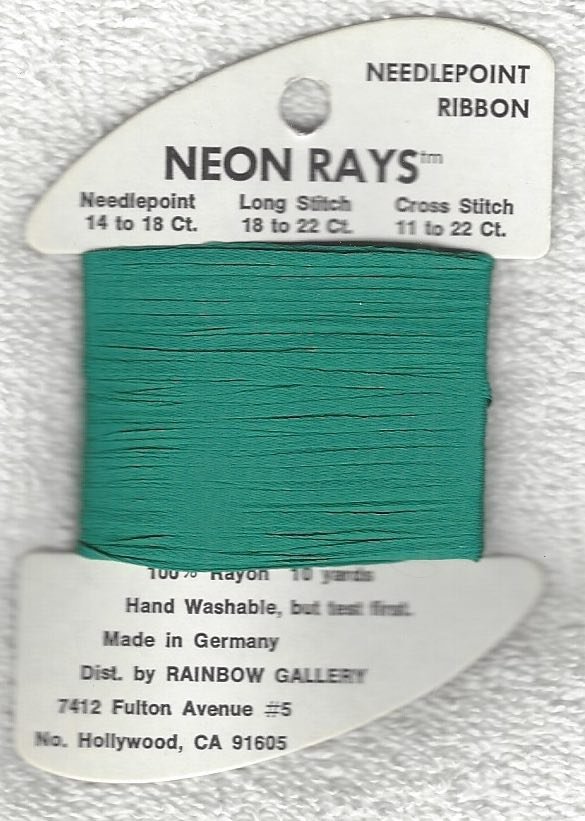 NEEDLEPOINT
RIBBON
NEON RAYS™
Needlepoint Long Stitch Cross Stitch
14 to 18 Ct. 18 to 22 Ct. 11 to 22 Ct.
100% Rayon 10 yards
Hand Washable, but test first.
Made in Germany
Dist. by RAINBOW GALLERY
7412 Fulton Avenue #5
No. Hollywood, CA 91605